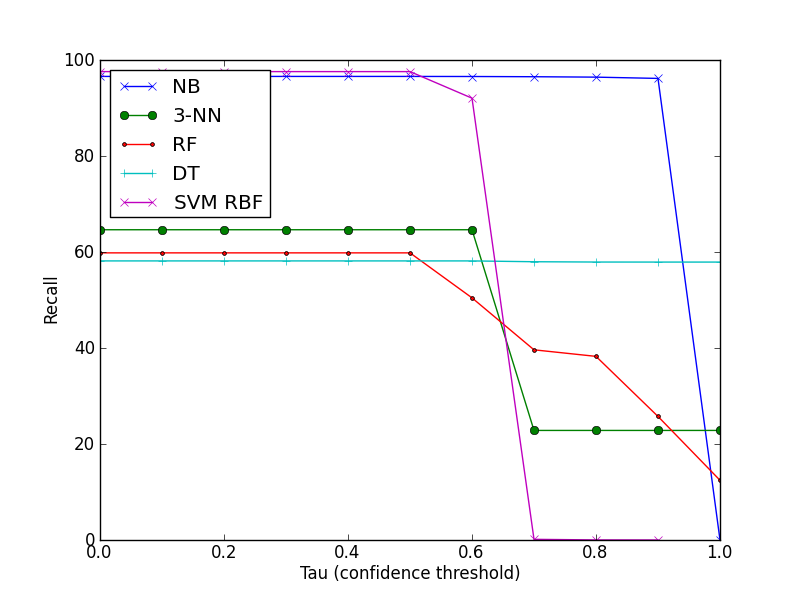 100
80
60
40
20
0
Recall
NB
3-NN
RF
DT
SVM RBF
0.0 0.2 0.4 0.6 0.8 1.0
Tau (confidence threshold)